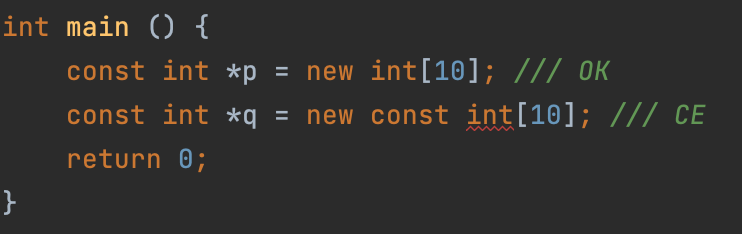 int main () {
    const int *p = new int[10]; /// OK
    const int *q = new const int[10]; /// CE
    return 0;
}